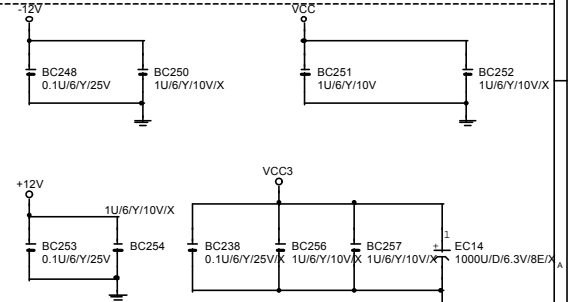 -12V
VCC
BC248
0.1U/6/Y/25V
BC250
1U/6/Y/10V/X
BC251
1U/6/Y/10V
BC252
1U/6/Y/10V/X
+12V
VCC3
1U/6/Y/10V/X
BC253
0.1U/6/Y/25V
BC254
BC238
0.1U/6/Y/25V/X
BC256
1U/6/Y/10V/X
BC257
1U/6/Y/10V/X
1
+
EC14
1000U/D/6.3V/8E/X
A